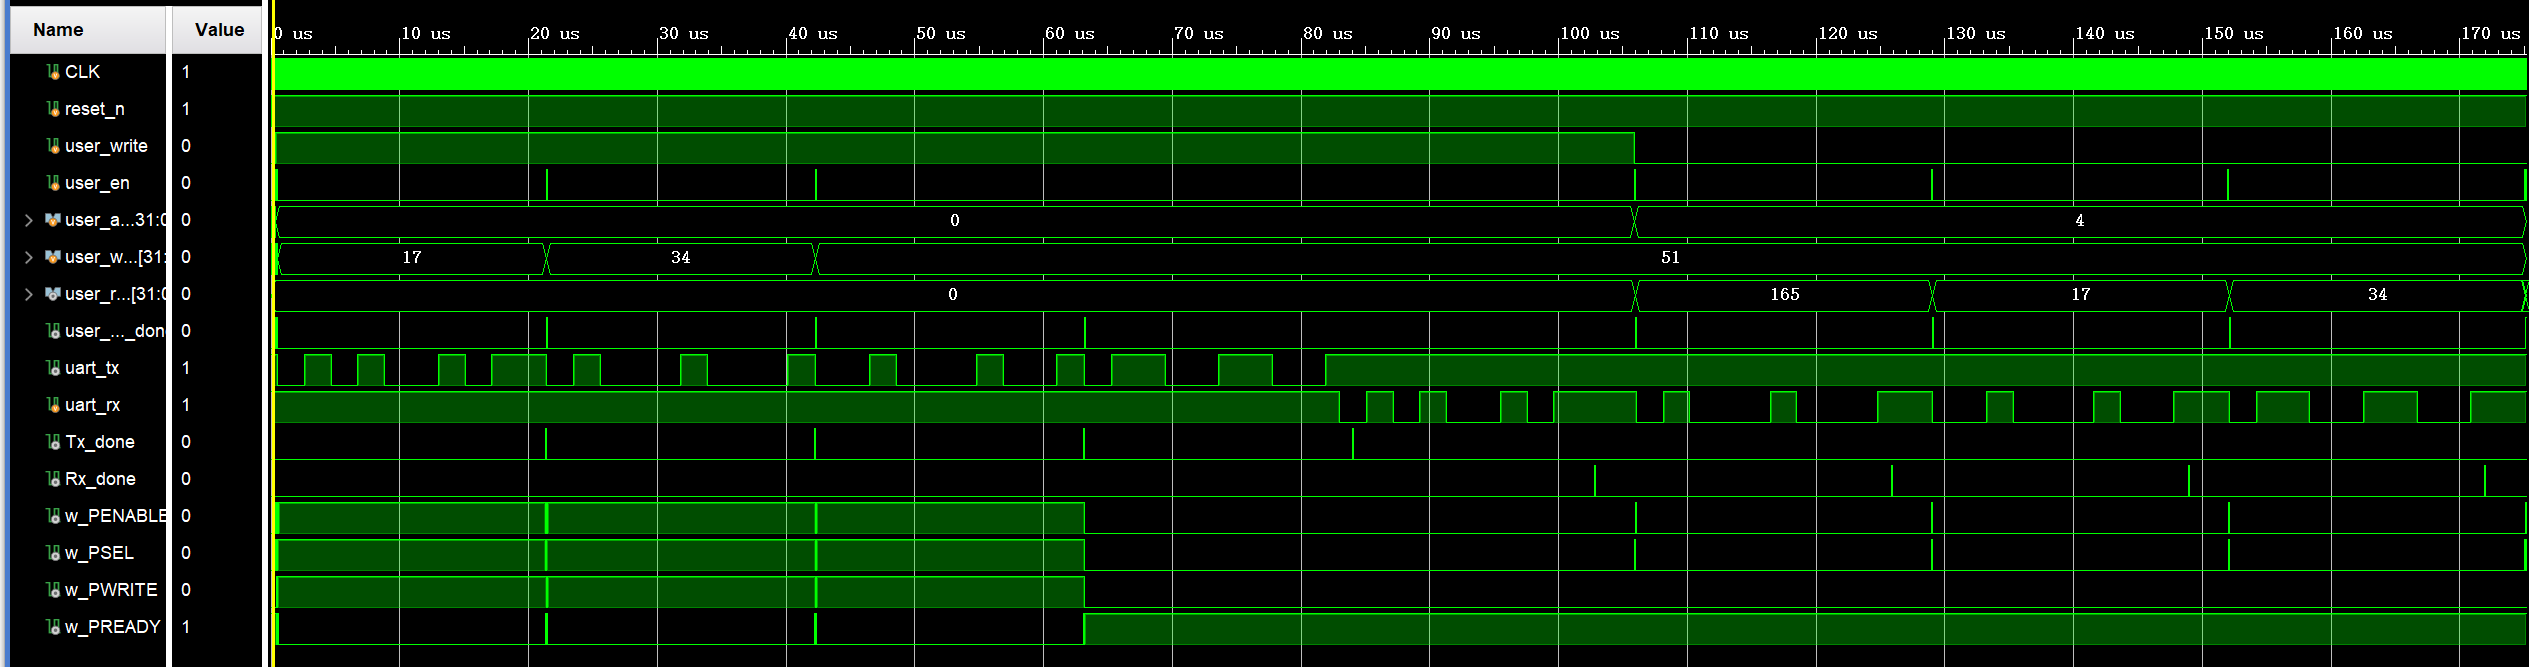 Name Value 0 us 10 us 20 us 30 us 40 us 50 us 60 us 70 us 80 us 90 us 100 us 110 us 120 us 130 us 140 us 150 us 160 us 170 us
CLK 1
reset_n 1
user_write 0
user_en 0
user_a...31:0 0 0 4
user_w...[31: 0 17 34 51
user_r...[31:0 0 0 165 17 34
user_..._don 0
uart_tx 1
uart_rx 1
Tx_done 0
Rx_done 0
w_PENABLE 0
w_PSEL 0
w_PWRITE 0
w_PREADY 1